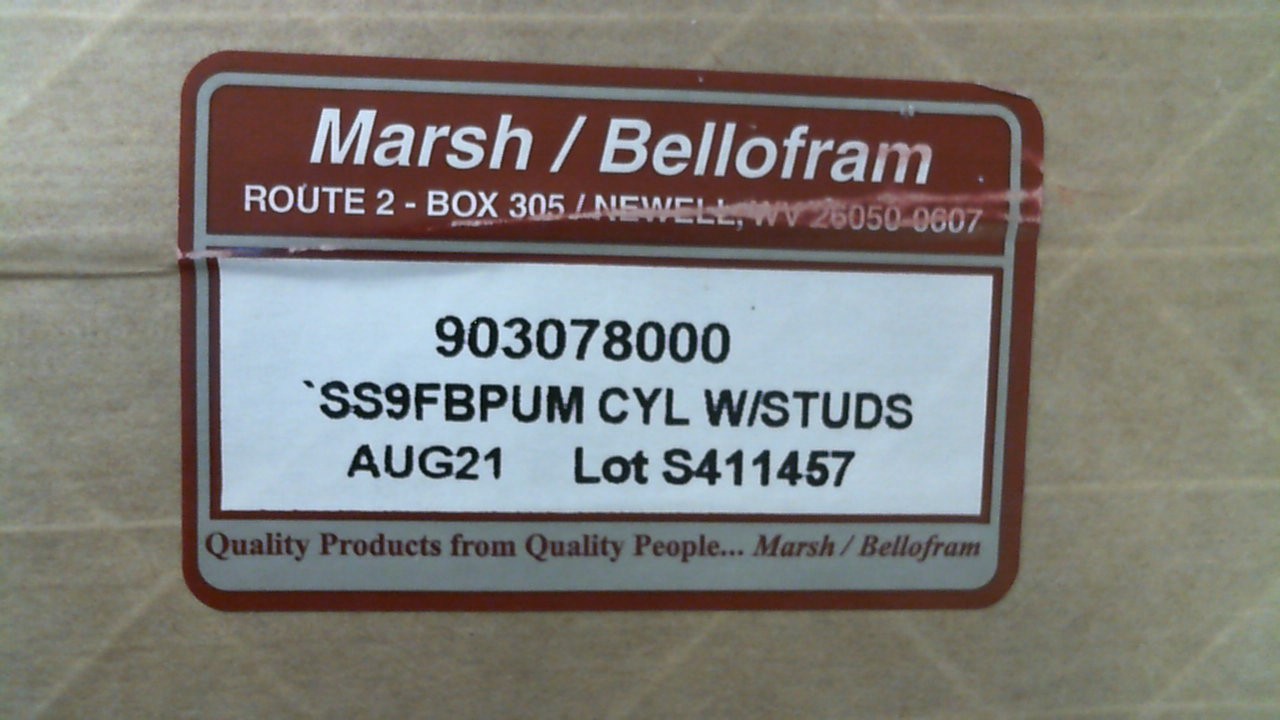 Marsh / Bellofram
ROUTE 2 - BOX 305 / NEWELL, WV 26050-0607
903078000
`SS9FBPUM CYL W/STUDS
AUG21 Lot S411457
Quality Products from Quality People... Marsh / Bellofram